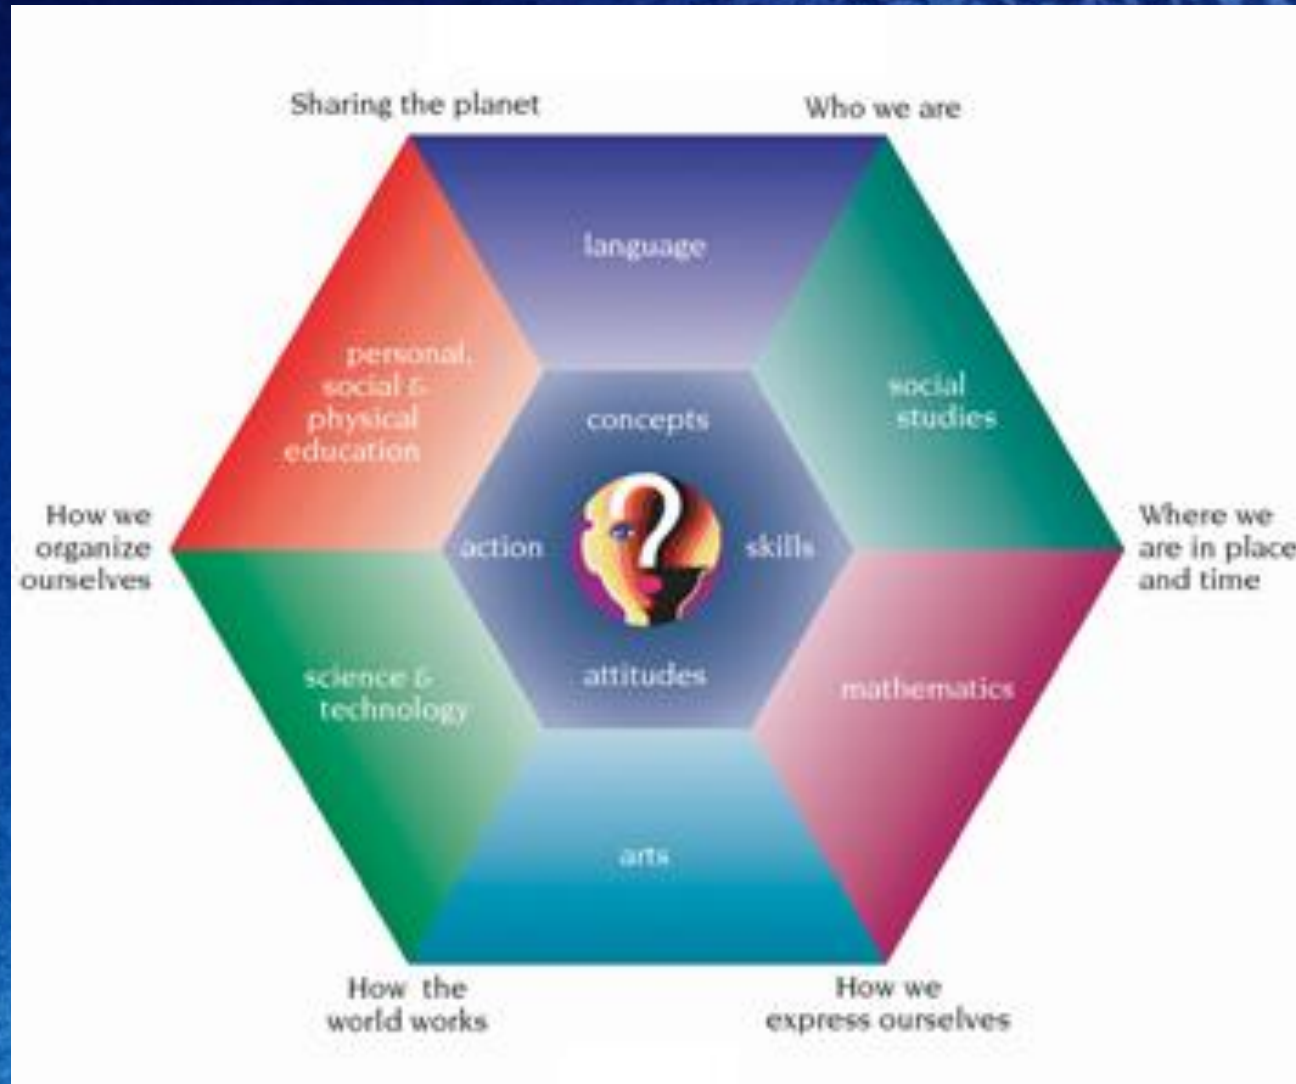 Sharing the planet
Who we are
language
personal,
social &
physical
education
social
studies
concepts
How we
organize
ourselves
action
skills
Where we
are in place
and time
attitudes
science &
technology
mathematics
arts
How the
world works
How we
express ourselves